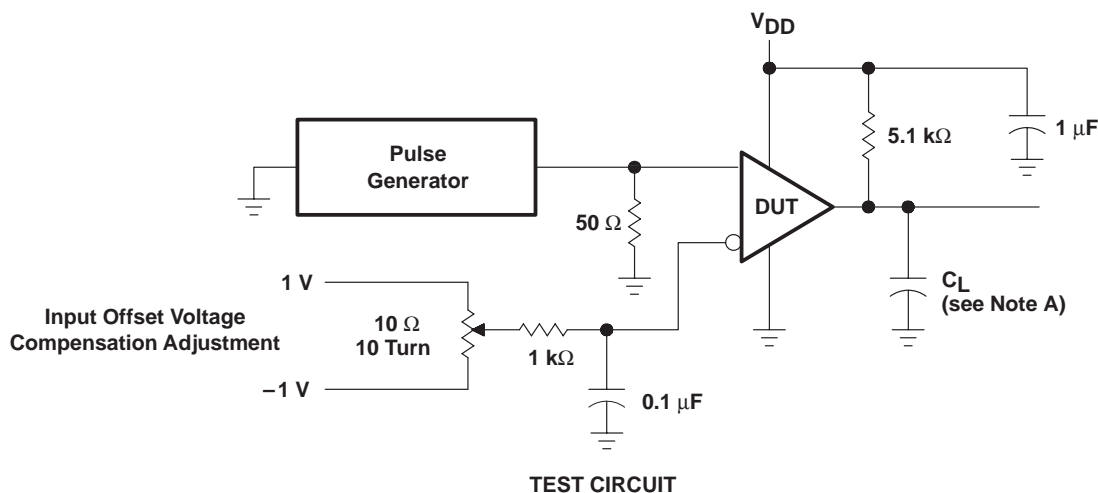 VDD
5.1 kΩ
1 μF
Pulse
Generator
DUT
50 Ω
CL
(see Note A)
1 V
Input Offset Voltage
Compensation Adjustment
10 Ω
10 Turn
1 kΩ
−1 V
0.1 μF
TEST CIRCUIT